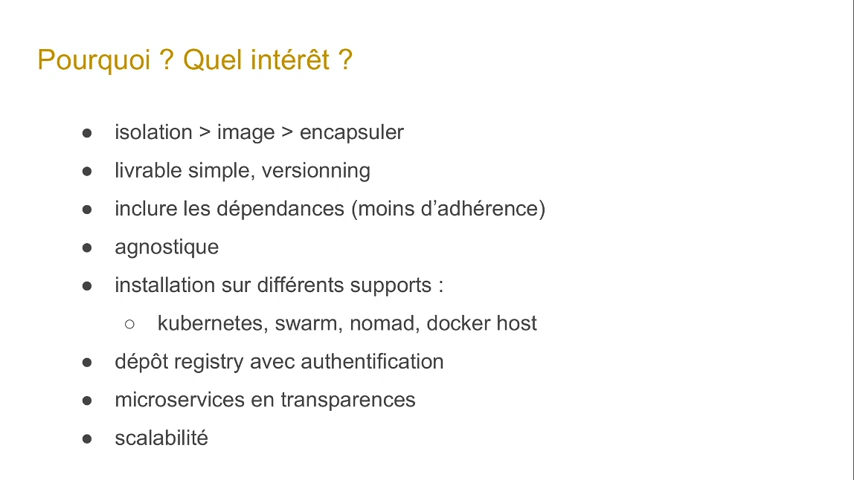 Pourquoi ? Quel intérêt ?
● isolation > image > encapsuler
● livrable simple, versionning
● inclure les dépendances (moins d’adhérence)
● agnostique
● installation sur différents supports :
○ kubernetes, swarm, nomad, docker host
● dépôt registry avec authentification
● microservices en transparences
● scalabilité